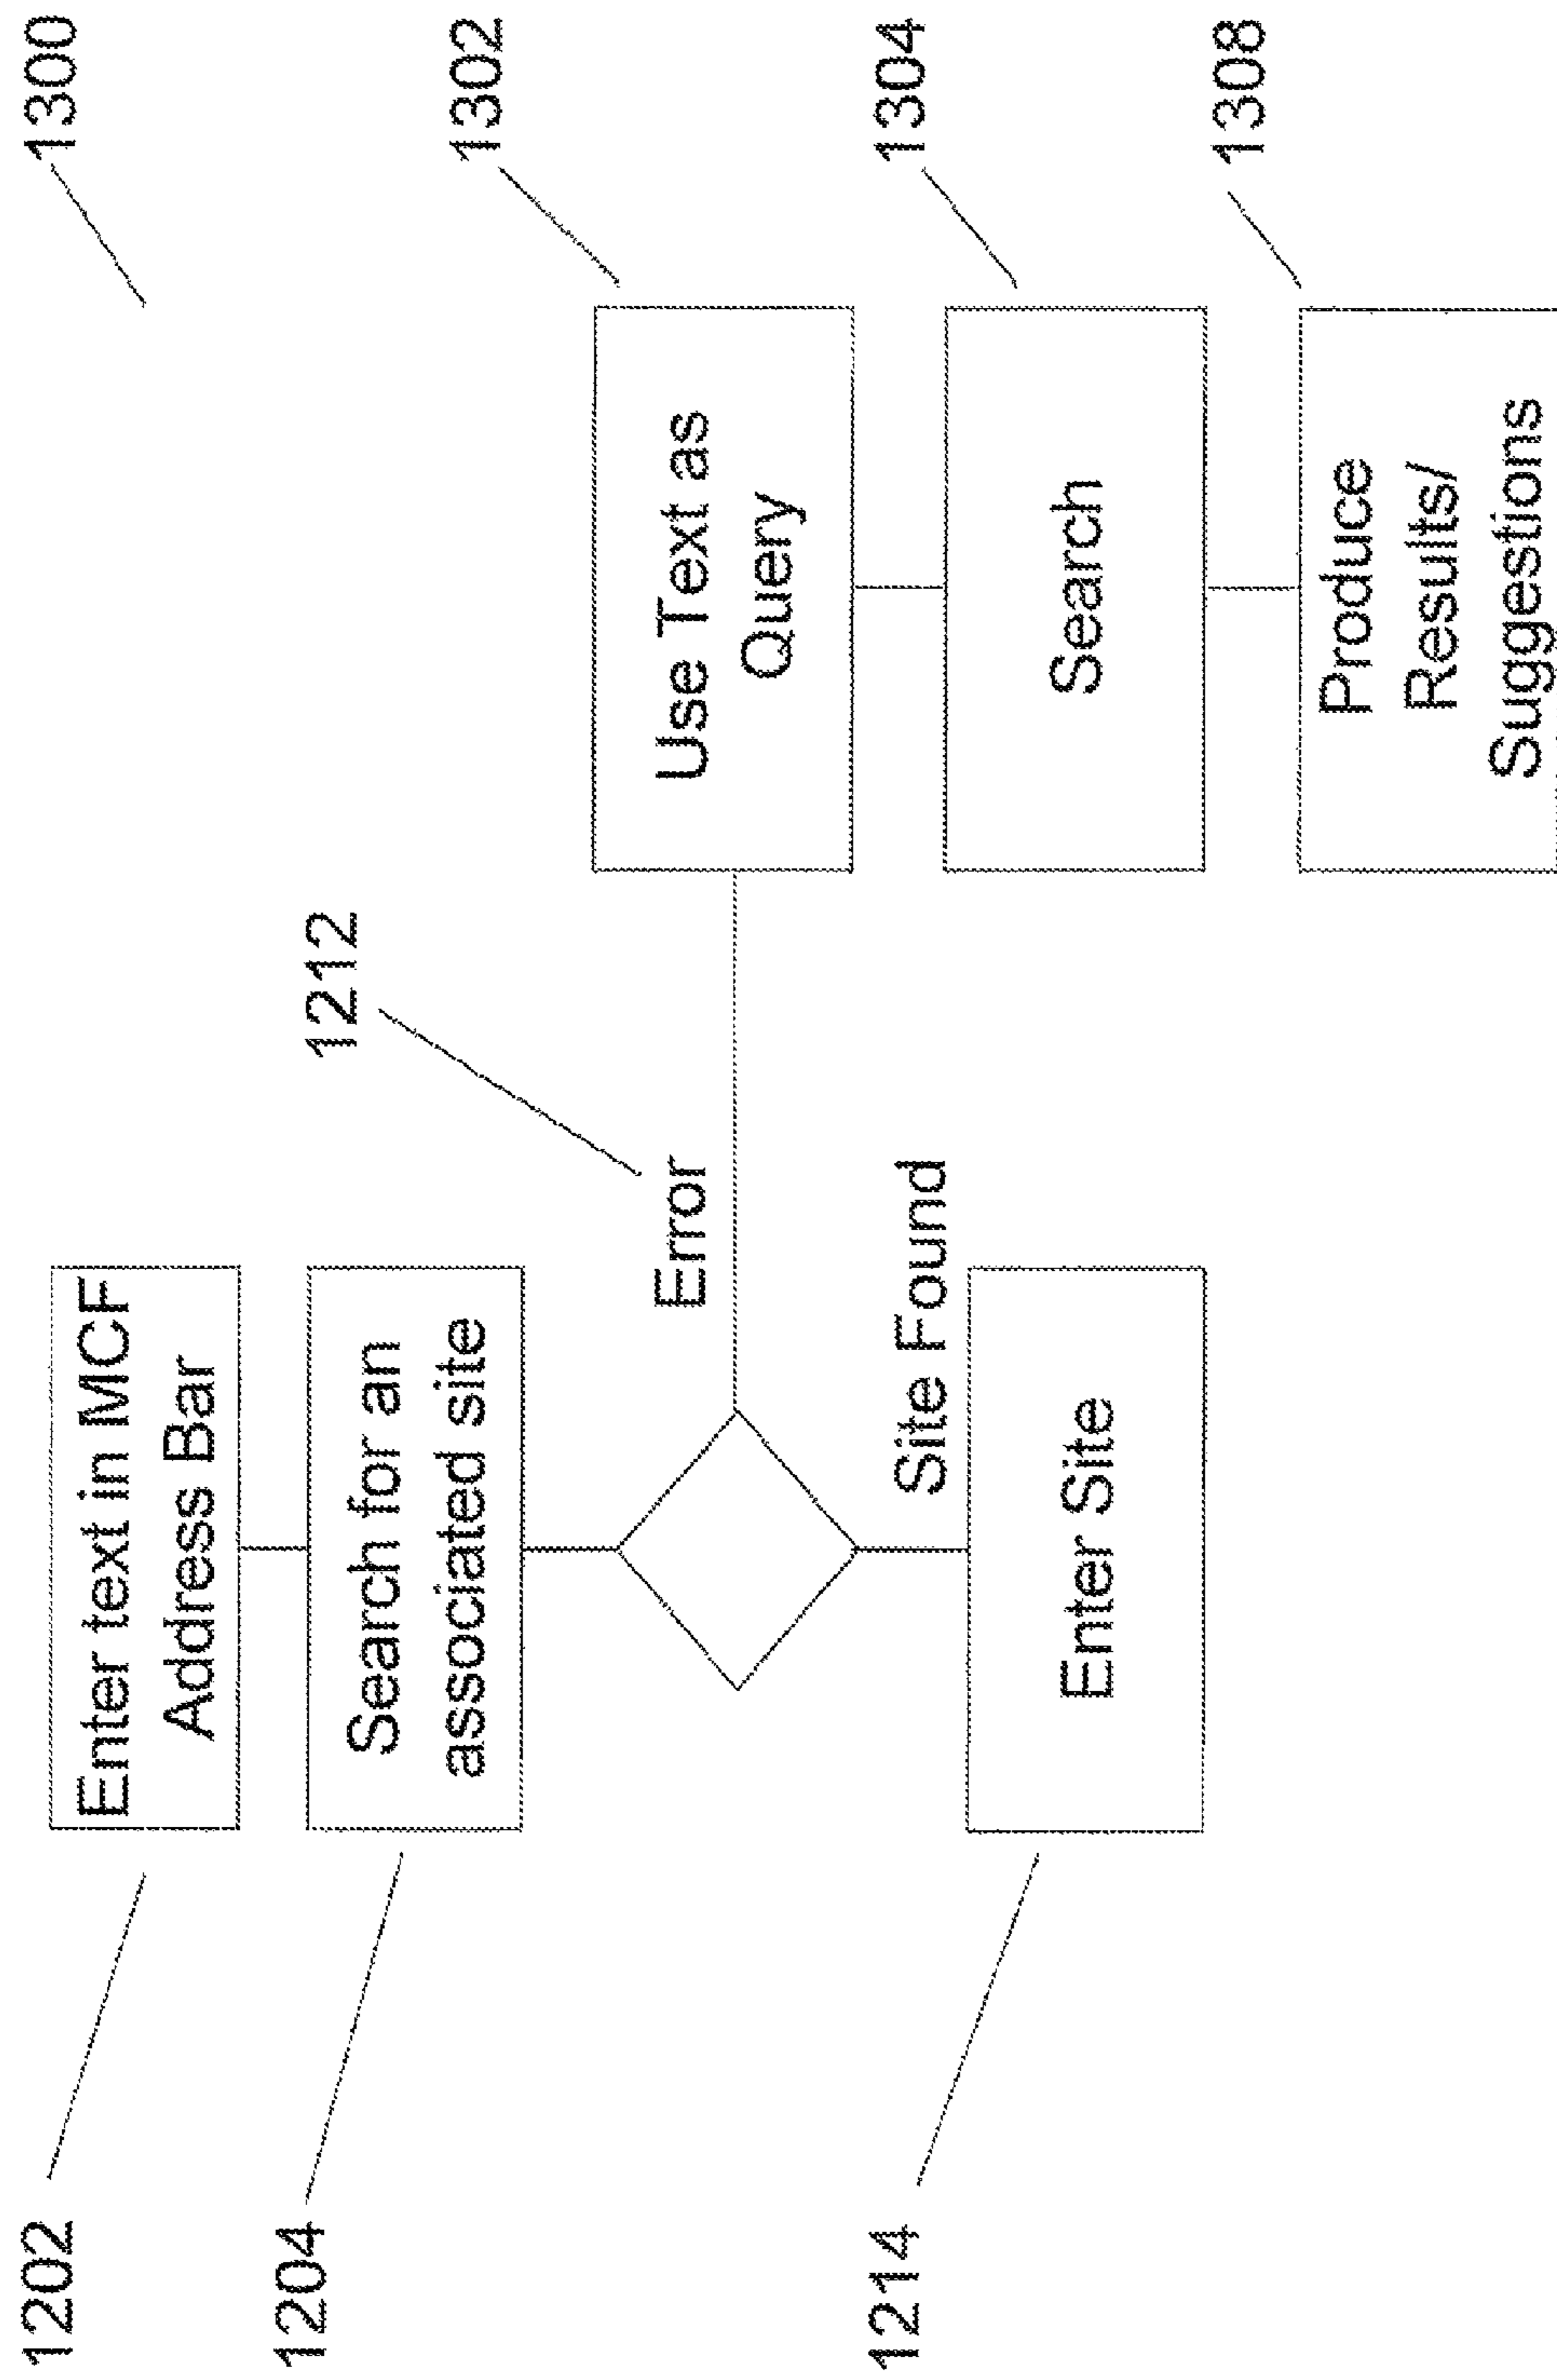 1300
1202
Enter text in MCF
Address Bar
1204
Search for an
associated site
1212
Error
1302
Use Text as
Query
1304
Search
Site Found
1214
Enter Site
1308
Produce
Results/
Suggestions